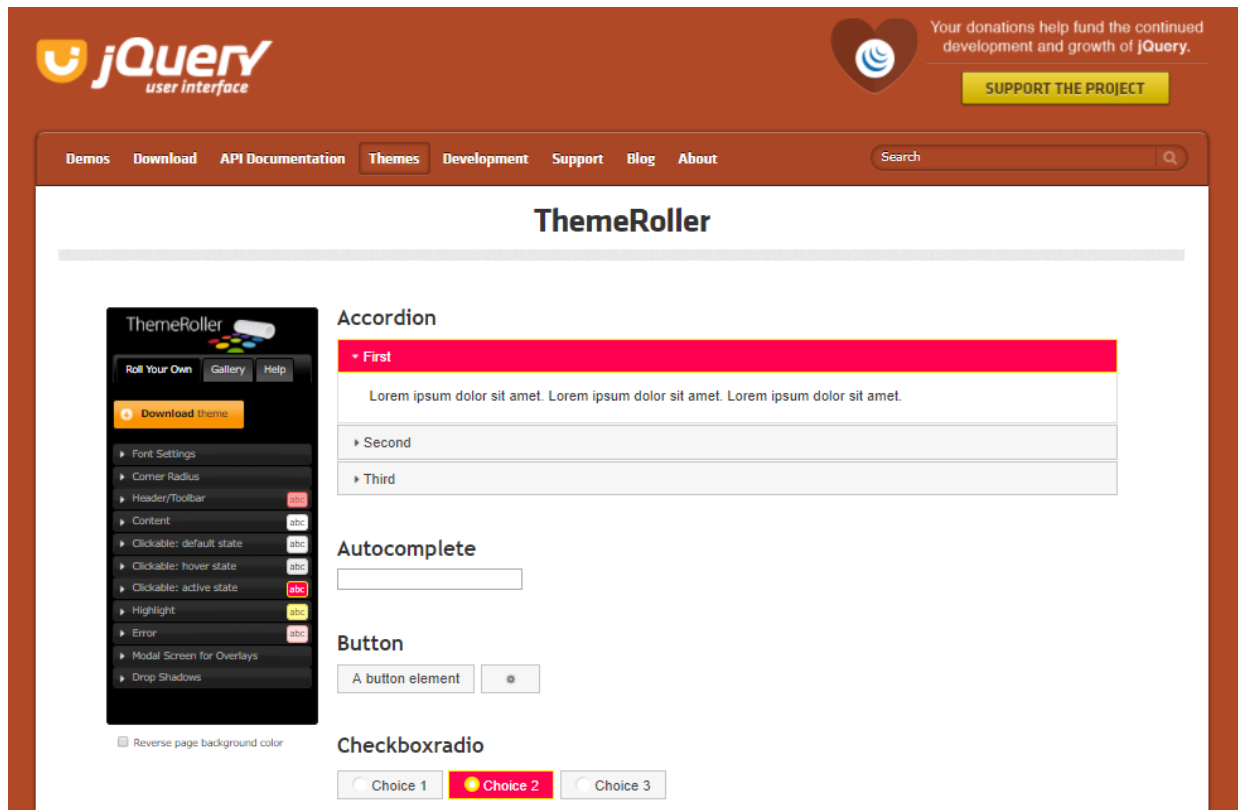 jQuery
user interface
Your donations help fund the continued
development and growth of jQuery.
SUPPORT THE PROJECT
Demos Download API Documentation Themes Development Support Blog About
Search
ThemeRoller
ThemeRoller
Roll Your Own Gallery Help
Download theme
Font Settings
Corner Radius
Header/Toolbar abc
Content abc
Clickable: default state abc
Clickable: hover state abc
Clickable: active state abc
Highlight abc
Error abc
Modal Screen for Overlays
Drop Shadows
Reverse page background color
Accordion
First
Lorem ipsum dolor sit amet. Lorem ipsum dolor sit amet. Lorem ipsum dolor sit amet.
Second
Third
Autocomplete
Button
A button element
Checkboxradio
Choice 1 Choice 2 Choice 3